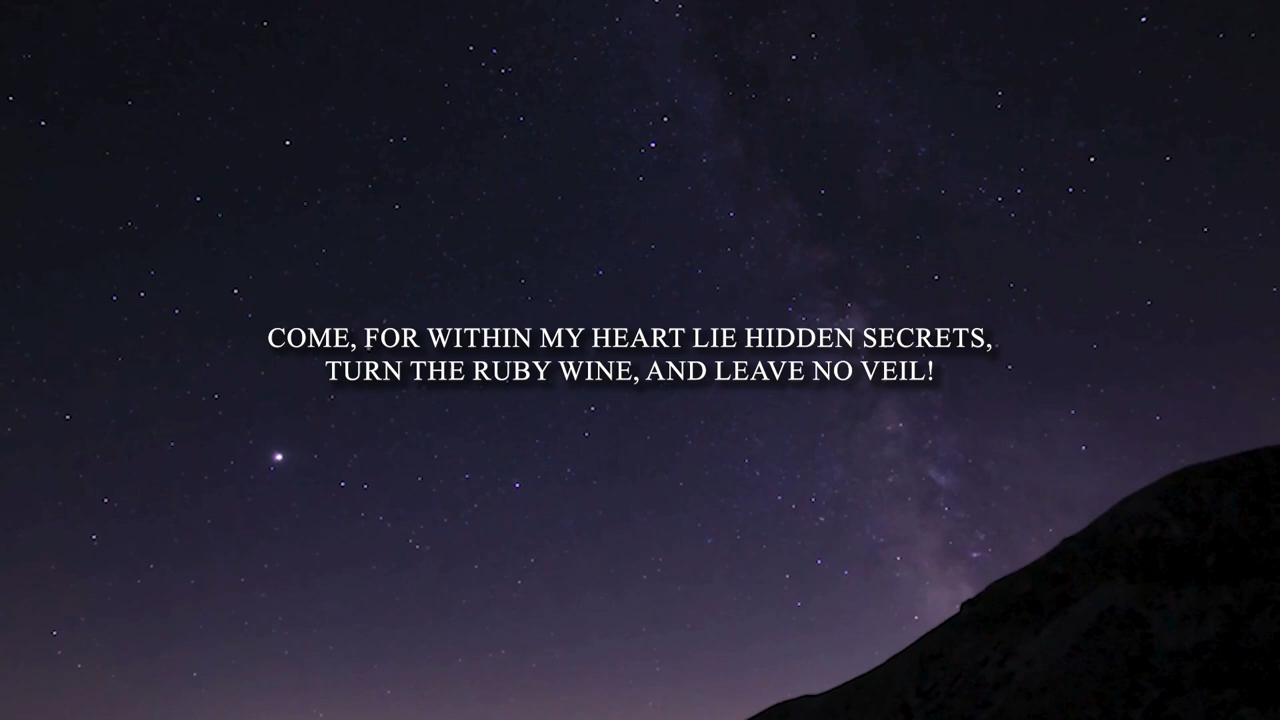 COME, FOR WITHIN MY HEART LIE HIDDEN SECRETS,
TURN THE RUBY WINE, AND LEAVE NO VEIL!